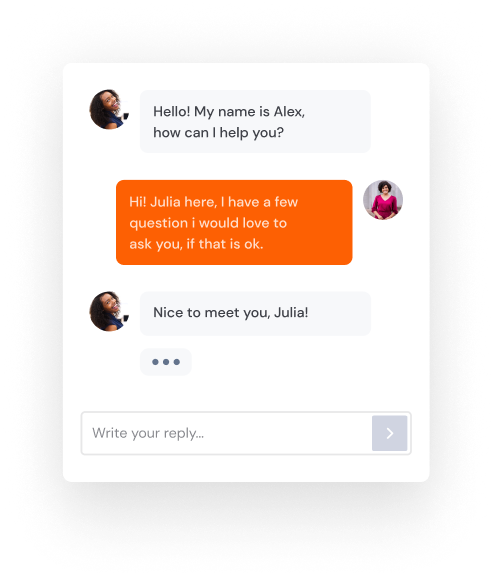 Hello! My name is Alex,
how can I help you?
Hi! Julia here, I have a few
question i would love to
ask you, if that is ok.
Nice to meet you, Julia!
Write your reply...